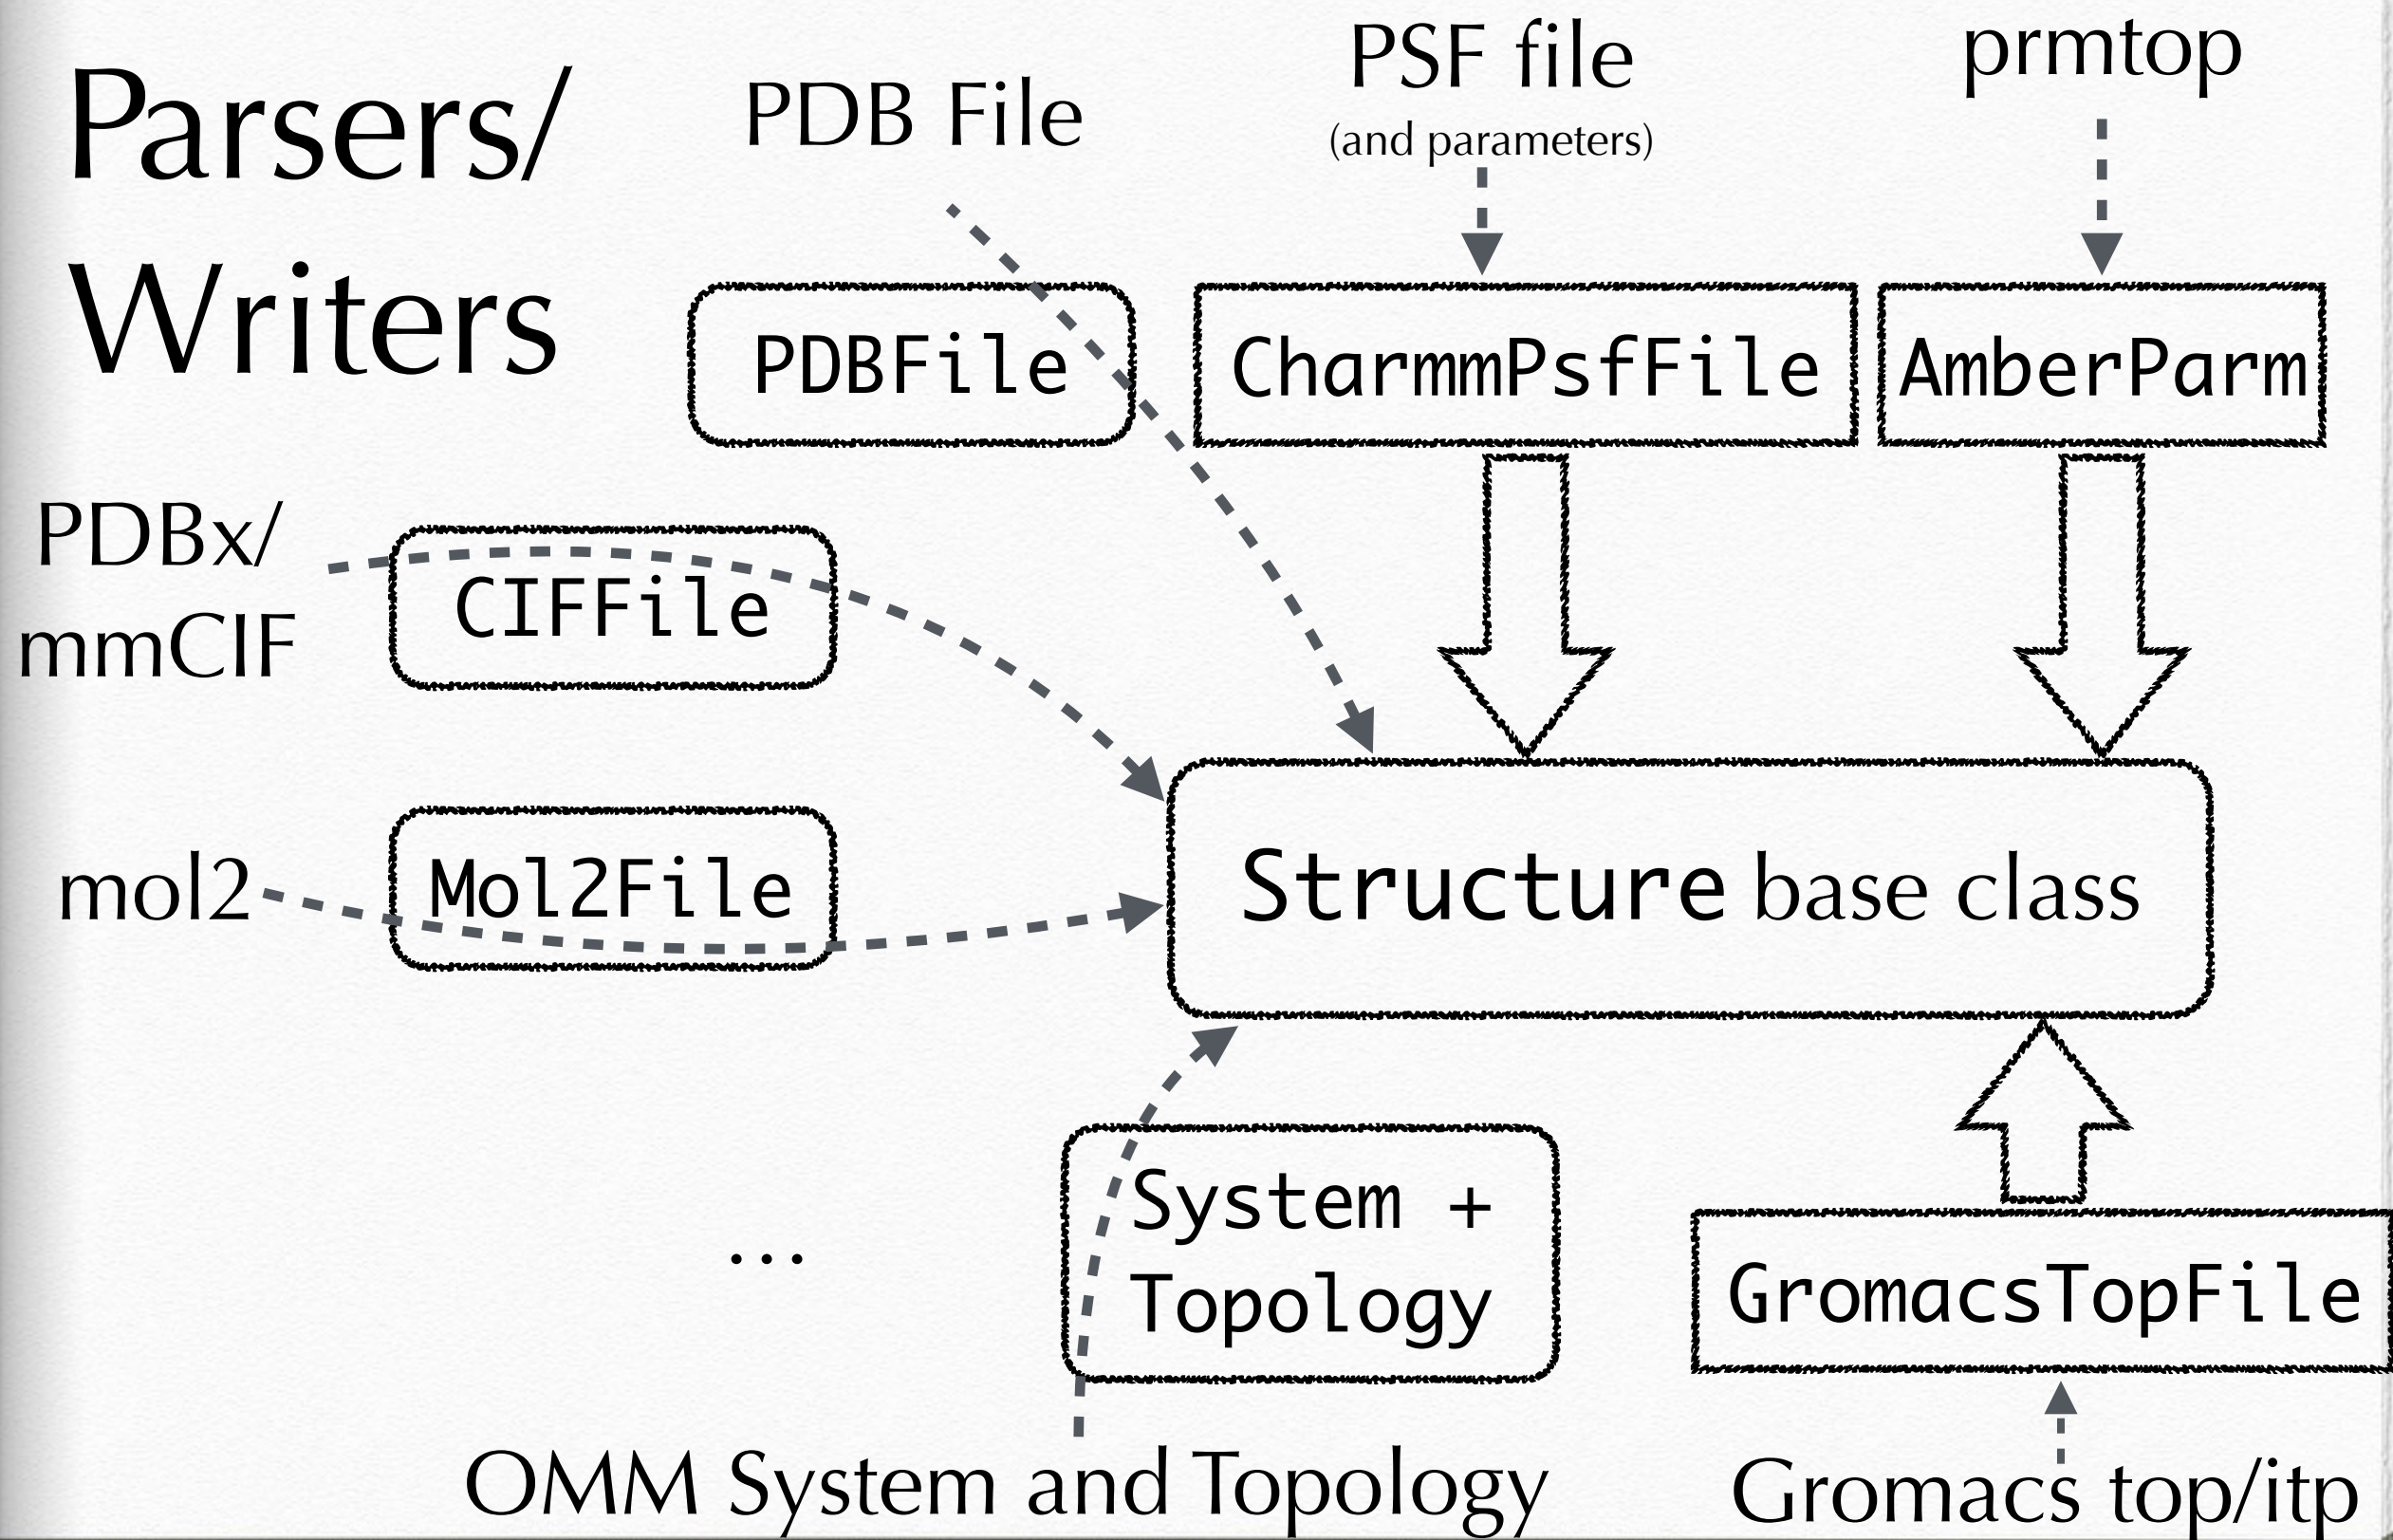 Parsers/
Writers
PDB File
PSF file
(and parameters)
prmtop
PDBFile
CharmmPsfFile
AmberParm
PDBx/
mmCIF
CIFFile
mol2
Mol2File
Structure base class
...
System +
Topology
GromacsTopFile
OMM System and Topology
Gromacs top/itp